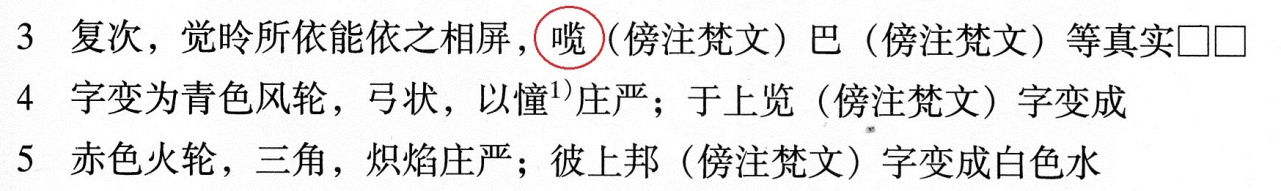 3 复次，觉昤所依能依之相屏，㘕（傍注梵文）巴（傍注梵文）等真实□□
4 字变为青色风轮，弓状，以憧1)庄严；于上览（傍注梵文）字变成
5 赤色火轮，三角，炽焰庄严；彼上邦（傍注梵文）字变成白色水